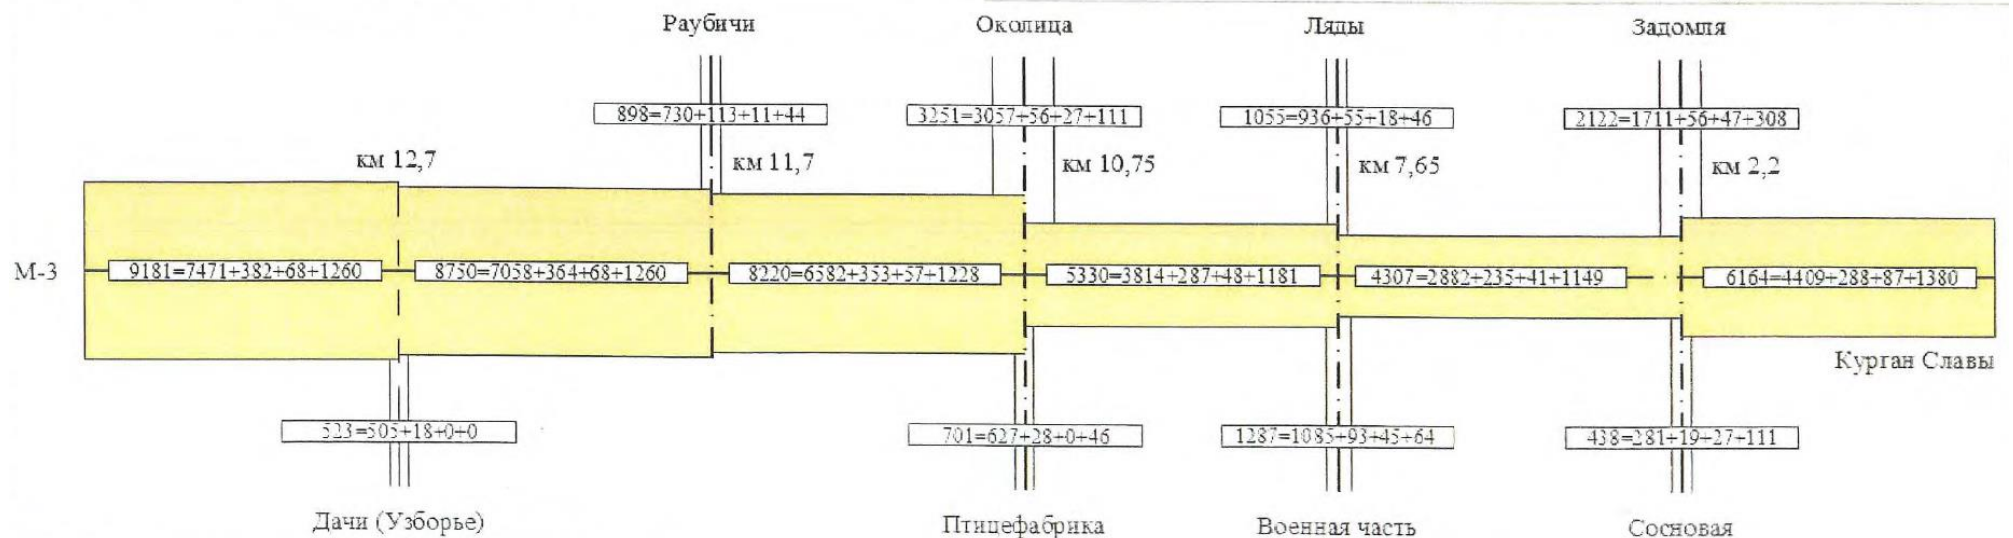 Раубичи
Околица
Ляды
Задомля
898=730+113+11+44
3251=3057+56+27+111
1055=936+55+18+46
2122=1711+56+47+308
км 12,7
км 11,7
км 10,75
км 7,65
км 2,2
М-3
9181=7471+382+68+1260
8750=7058+364+68+1260
8220=6582+353+57+1228
5330=3814+287+48+1181
4307=2882+235+41+1149
6164=4409+288+87+1380
Курган Славы
523=505+18+0+0
701=627+28+0+46
1287=1085+93+45+64
438=281+19+27+111
Дачи (Узборье)
Птицефабрика
Военная часть
Сосновая